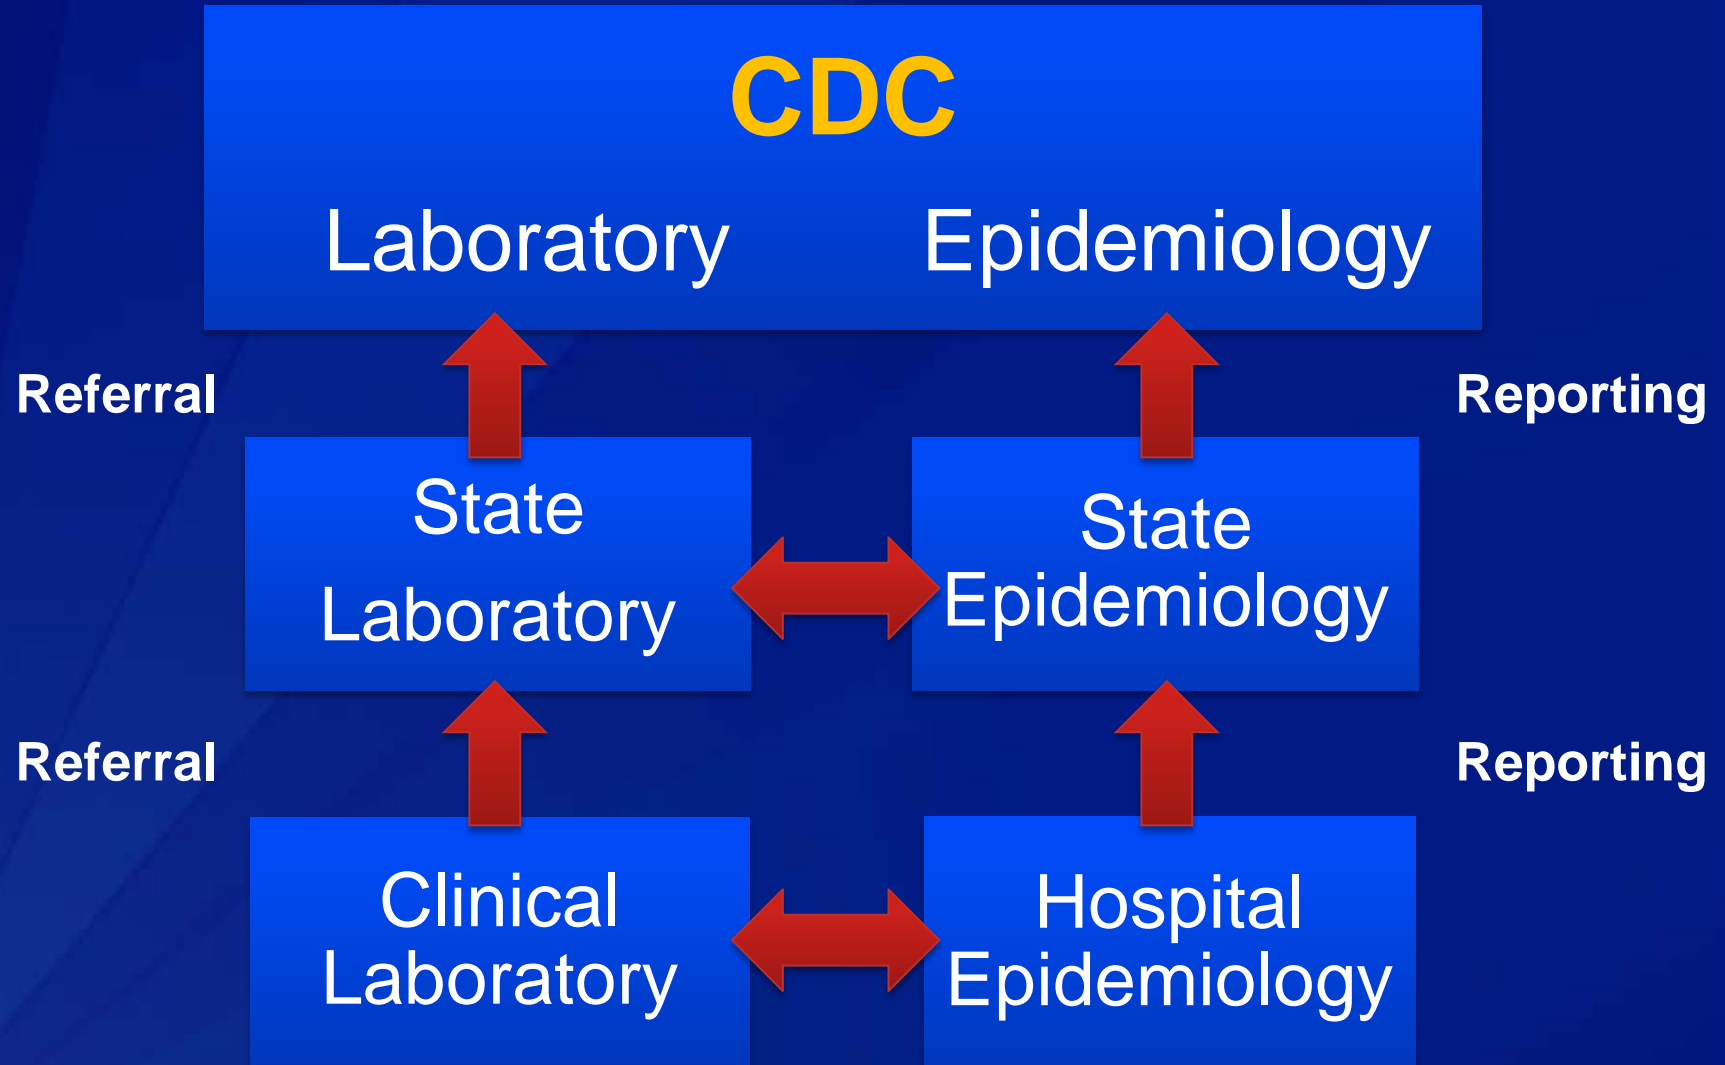 CDC
Laboratory Epidemiology
Referral
Reporting
State
Laboratory
State
Epidemiology
Referral
Reporting
Clinical
Laboratory
Hospital
Epidemiology